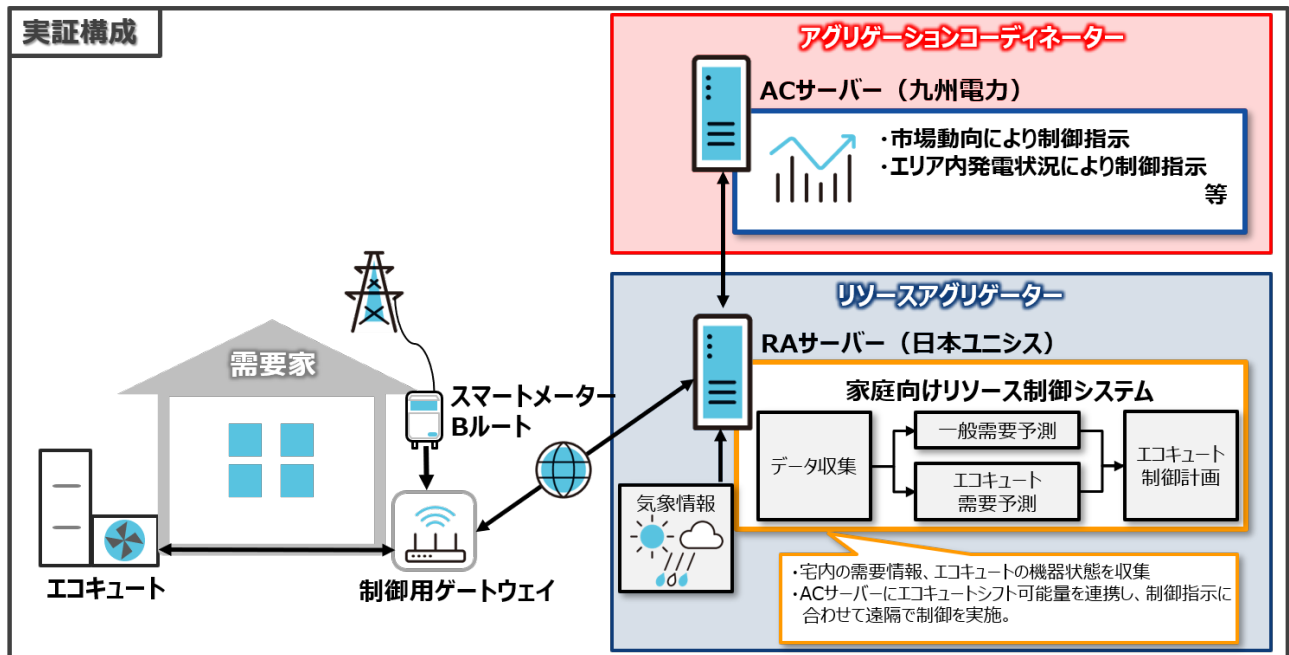 実証構成
アグリゲーションコーディネーター
ACサーバー（九州電力）
・市場動向により制御指示
・エリア内発電状況により制御指示
等
リソースアグリゲーター
RAサーバー（日本ユニシス）
家庭向けリソース制御システム
データ収集
一般需要予測
エコキュート
需要予測
エコキュート
制御計画
気象情報
・宅内の需要情報、エコキュートの機器状態を収集
・ACサーバーにエコキュートシフト可能量を連携し、制御指示に
合わせて遠隔で制御を実施。
需要家
スマートメーター
Bルート
エコキュート
制御用ゲートウェイ